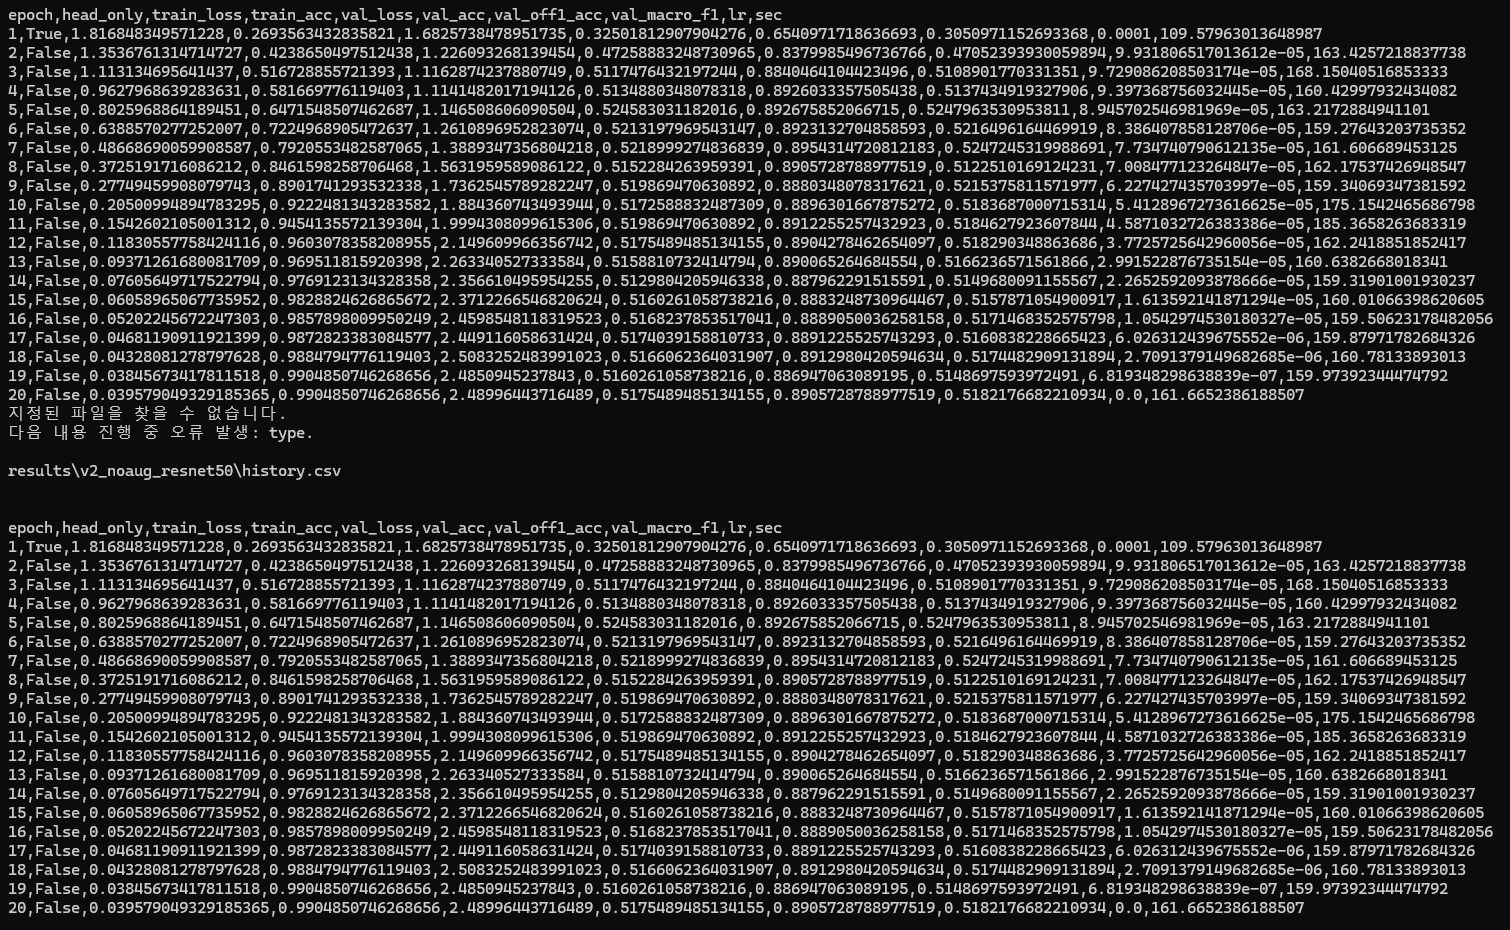 epoch,head_only,train_loss,train_acc,val_loss,val_acc,val_off1_acc,val_macro_f1,lr,sec
1,True,1.816848349571228,0.2693563432835821,1.6825738478951735,0.32501812907904276,0.6540971718636693,0.3050971152693368,0.0001,109.57963013648987
2,False,1.3536761314714727,0.4238650497512438,1.226093268139454,0.47258883248730965,0.8379985496736766,0.47052393930059894,9.931806517013612e-05,163.4257218837738
3,False,1.113134695641437,0.516728855721393,1.1162874237880749,0.5117476432197244,0.8840464104423496,0.5108901770331351,9.729086208503174e-05,168.15040516853333
4,False,0.9627968639283631,0.581669776119403,1.1141482017194126,0.5134880348078318,0.8926033357505438,0.5137434919327906,9.397368756032445e-05,160.42997932434082
5,False,0.8025968864189451,0.6471548507462687,1.146508606090504,0.524583031182016,0.892675852066715,0.5247963530953811,8.945702546981969e-05,163.2172884941101
6,False,0.6388570277252007,0.7224968905472637,1.2610896952823074,0.5213197969543147,0.8923132704858593,0.5216496164469919,8.386407858128706e-05,159.27643203735352
7,False,0.48668690059908587,0.7920553482587065,1.3889347356804218,0.5218999274836839,0.8954314720812183,0.5247245319988691,7.734740790612135e-05,161.606689453125
8,False,0.3725191716086212,0.8461598258706468,1.5631959589086122,0.5152284263959391,0.8905728788977519,0.5122510169124231,7.008477123264847e-05,162.17537426948547
9,False,0.27749459908079743,0.8901741293532338,1.7362545789282247,0.519869470630892,0.8880348078317621,0.5215375811571977,6.227427435703997e-05,159.34069347381592
10,False,0.20500994894783295,0.9222481343283582,1.884360743493944,0.5172588832487309,0.8896301667875272,0.5183687000715314,5.4128967273616625e-05,175.1542465686798
11,False,0.1542602105001312,0.9454135572139304,1.9994308099615306,0.519869470630892,0.8912255257432923,0.5184627923607844,4.5871032726383386e-05,185.3658263683319
12,False,0.11830557758424116,0.9603078358208955,2.149609966356742,0.5175489485134155,0.8904278462654097,0.518290348863686,3.7725725642960056e-05,162.2418851852417
13,False,0.09371261680081709,0.969511815920398,2.263340527333584,0.5158810732414794,0.890065264684554,0.5166236571561866,2.991522876735154e-05,160.6382668018341
14,False,0.07605649717522794,0.9769123134328358,2.356610495954255,0.5129804205946338,0.887962291515591,0.5149680091155567,2.2652592093878666e-05,159.31901001930237
15,False,0.06058965067735952,0.9828824626865672,2.3712266546820624,0.5160261058738216,0.8883248730964467,0.5157871054900917,1.613592141871294e-05,160.01066398620605
16,False,0.05202245672247303,0.9857898009950249,2.4598548118319523,0.5168237853517041,0.8889050036258158,0.5171468352575798,1.0542974530180327e-05,159.50623178482056
17,False,0.04681190911921399,0.9872823383084577,2.449116058631424,0.5174039158810733,0.8891225525743293,0.5160838228665423,6.026312439675552e-06,159.87971782684326
18,False,0.04328081278797628,0.9884794776119403,2.5083252483991023,0.5166062364031907,0.8912980420594634,0.5174482909131894,2.7091379149682685e-06,160.78133893013
19,False,0.03845673417811518,0.9904850746268656,2.4850945237843,0.5160261058738216,0.886947063089195,0.5148697593972491,6.819348298638839e-07,159.97392344474792
20,False,0.039579049329185365,0.9904850746268656,2.48996443716489,0.5175489485134155,0.8905728788977519,0.5182176682210934,0.0,161.6652386188507
지정된 파일을 찾을 수 없습니다.
다음 내용 진행 중 오류 발생: type.
results\v2_noaug_resnet50\history.csv
epoch,head_only,train_loss,train_acc,val_loss,val_acc,val_off1_acc,val_macro_f1,lr,sec
1,True,1.816848349571228,0.2693563432835821,1.6825738478951735,0.32501812907904276,0.6540971718636693,0.3050971152693368,0.0001,109.57963013648987
2,False,1.3536761314714727,0.4238650497512438,1.226093268139454,0.47258883248730965,0.8379985496736766,0.47052393930059894,9.931806517013612e-05,163.4257218837738
3,False,1.113134695641437,0.516728855721393,1.1162874237880749,0.5117476432197244,0.8840464104423496,0.5108901770331351,9.729086208503174e-05,168.15040516853333
4,False,0.9627968639283631,0.581669776119403,1.1141482017194126,0.5134880348078318,0.8926033357505438,0.5137434919327906,9.397368756032445e-05,160.42997932434082
5,False,0.8025968864189451,0.6471548507462687,1.146508606090504,0.524583031182016,0.892675852066715,0.5247963530953811,8.945702546981969e-05,163.2172884941101
6,False,0.6388570277252007,0.7224968905472637,1.2610896952823074,0.5213197969543147,0.8923132704858593,0.5216496164469919,8.386407858128706e-05,159.27643203735352
7,False,0.48668690059908587,0.7920553482587065,1.3889347356804218,0.5218999274836839,0.8954314720812183,0.5247245319988691,7.734740790612135e-05,161.606689453125
8,False,0.3725191716086212,0.8461598258706468,1.5631959589086122,0.5152284263959391,0.8905728788977519,0.5122510169124231,7.008477123264847e-05,162.17537426948547
9,False,0.27749459908079743,0.8901741293532338,1.7362545789282247,0.519869470630892,0.8880348078317621,0.5215375811571977,6.227427435703997e-05,159.34069347381592
10,False,0.20500994894783295,0.9222481343283582,1.884360743493944,0.5172588832487309,0.8896301667875272,0.5183687000715314,5.4128967273616625e-05,175.1542465686798
11,False,0.1542602105001312,0.9454135572139304,1.9994308099615306,0.519869470630892,0.8912255257432923,0.5184627923607844,4.5871032726383386e-05,185.3658263683319
12,False,0.11830557758424116,0.9603078358208955,2.149609966356742,0.5175489485134155,0.8904278462654097,0.518290348863686,3.7725725642960056e-05,162.2418851852417
13,False,0.09371261680081709,0.969511815920398,2.263340527333584,0.5158810732414794,0.890065264684554,0.5166236571561866,2.991522876735154e-05,160.6382668018341
14,False,0.07605649717522794,0.9769123134328358,2.356610495954255,0.5129804205946338,0.887962291515591,0.5149680091155567,2.2652592093878666e-05,159.31901001930237
15,False,0.06058965067735952,0.9828824626865672,2.3712266546820624,0.5160261058738216,0.8883248730964467,0.5157871054900917,1.613592141871294e-05,160.01066398620605
16,False,0.05202245672247303,0.9857898009950249,2.4598548118319523,0.5168237853517041,0.8889050036258158,0.5171468352575798,1.0542974530180327e-05,159.50623178482056
17,False,0.04681190911921399,0.9872823383084577,2.449116058631424,0.5174039158810733,0.8891225525743293,0.5160838228665423,6.026312439675552e-06,159.87971782684326
18,False,0.04328081278797628,0.9884794776119403,2.5083252483991023,0.5166062364031907,0.8912980420594634,0.5174482909131894,2.7091379149682685e-06,160.78133893013
19,False,0.03845673417811518,0.9904850746268656,2.4850945237843,0.5160261058738216,0.886947063089195,0.5148697593972491,6.819348298638839e-07,159.97392344474792
20,False,0.039579049329185365,0.9904850746268656,2.48996443716489,0.5175489485134155,0.8905728788977519,0.5182176682210934,0.0,161.6652386188507